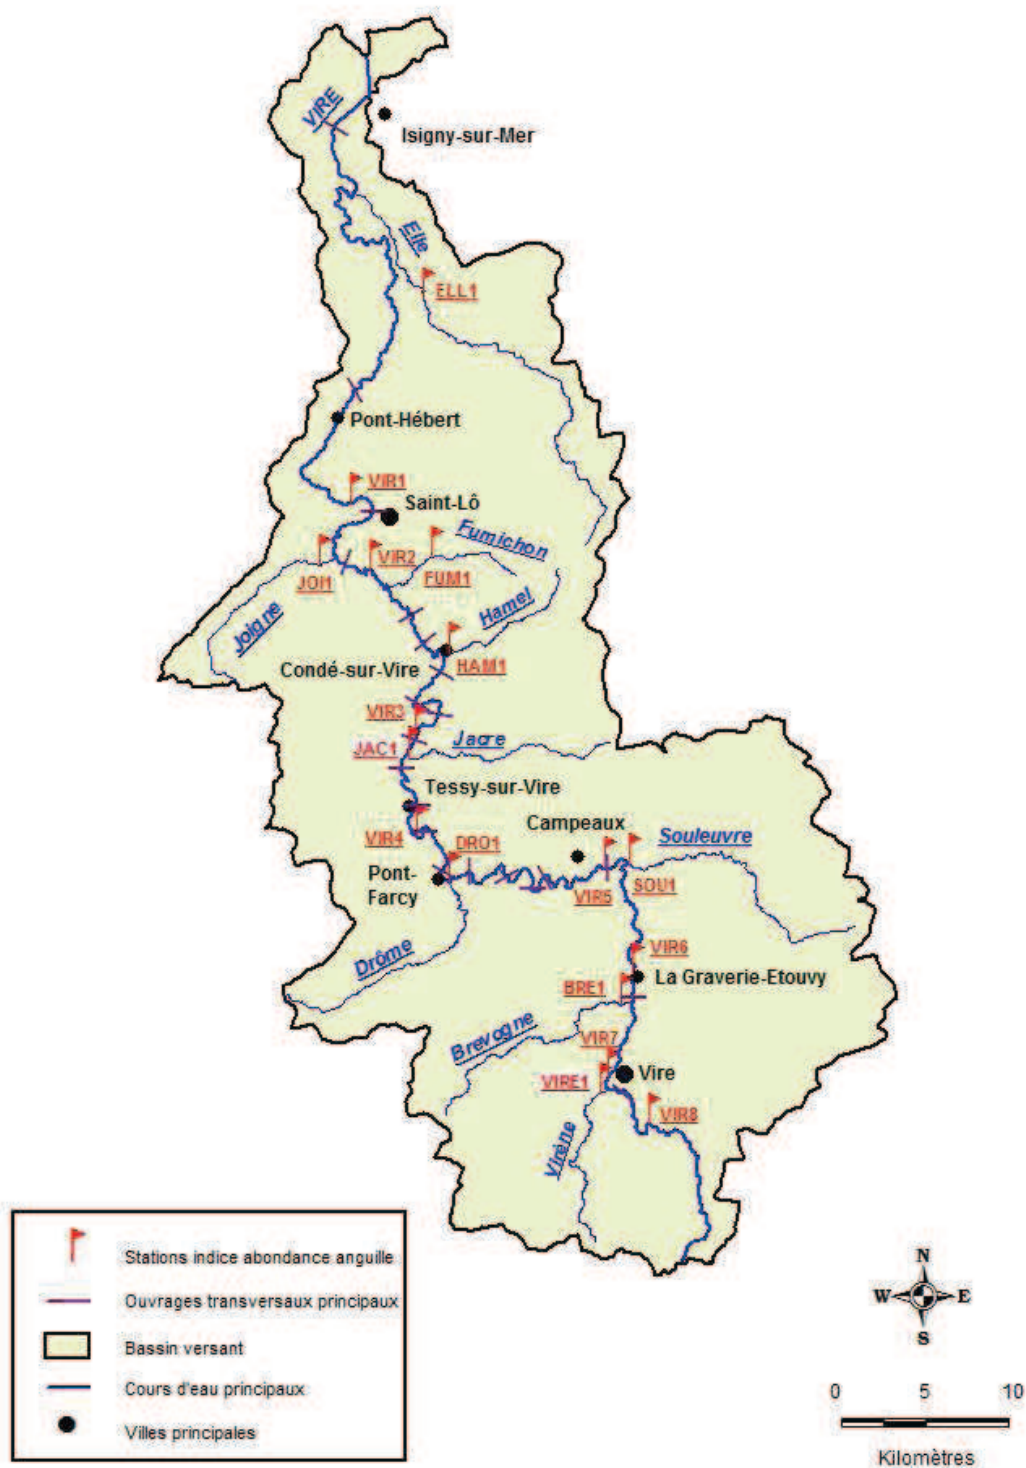 VIRE
Isigny-sur-Mer
Elle
ELL1
Pont-Hébert
VIR1
Saint-Lô
Fumichon
VIR2
JOI1
FUM1
Hamel
Joigne
Condé-sur-Vire
HAM1
VIR3
JAC1
Jacre
Tessy-sur-Vire
VIR4
Campeaux
Souleuvre
DRO1
Pont-
Farcy
VIR5
SOU1
Drôme
VIR6
La Graverie-Etouvy
BRE1
Brevogne
VIR7
VIRE1
Vire
VIR8
Virène
Stations indice abondance anguille
Ouvrages transversaux principaux
Bassin versant
Cours d'eau principaux
Villes principales
N
W E
S
0 5 10
Kilomètres